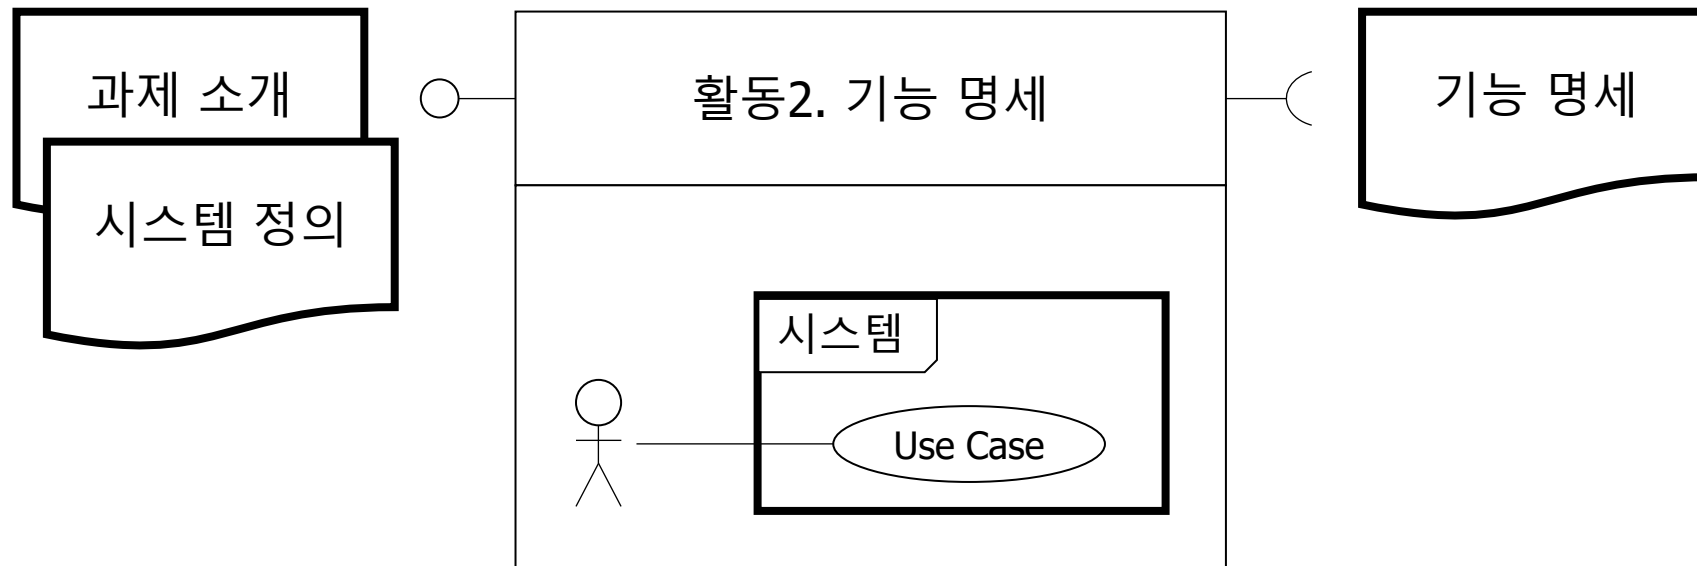 과제 소개
시스템 정의
활동2. 기능 명세
기능 명세
시스템
Use Case